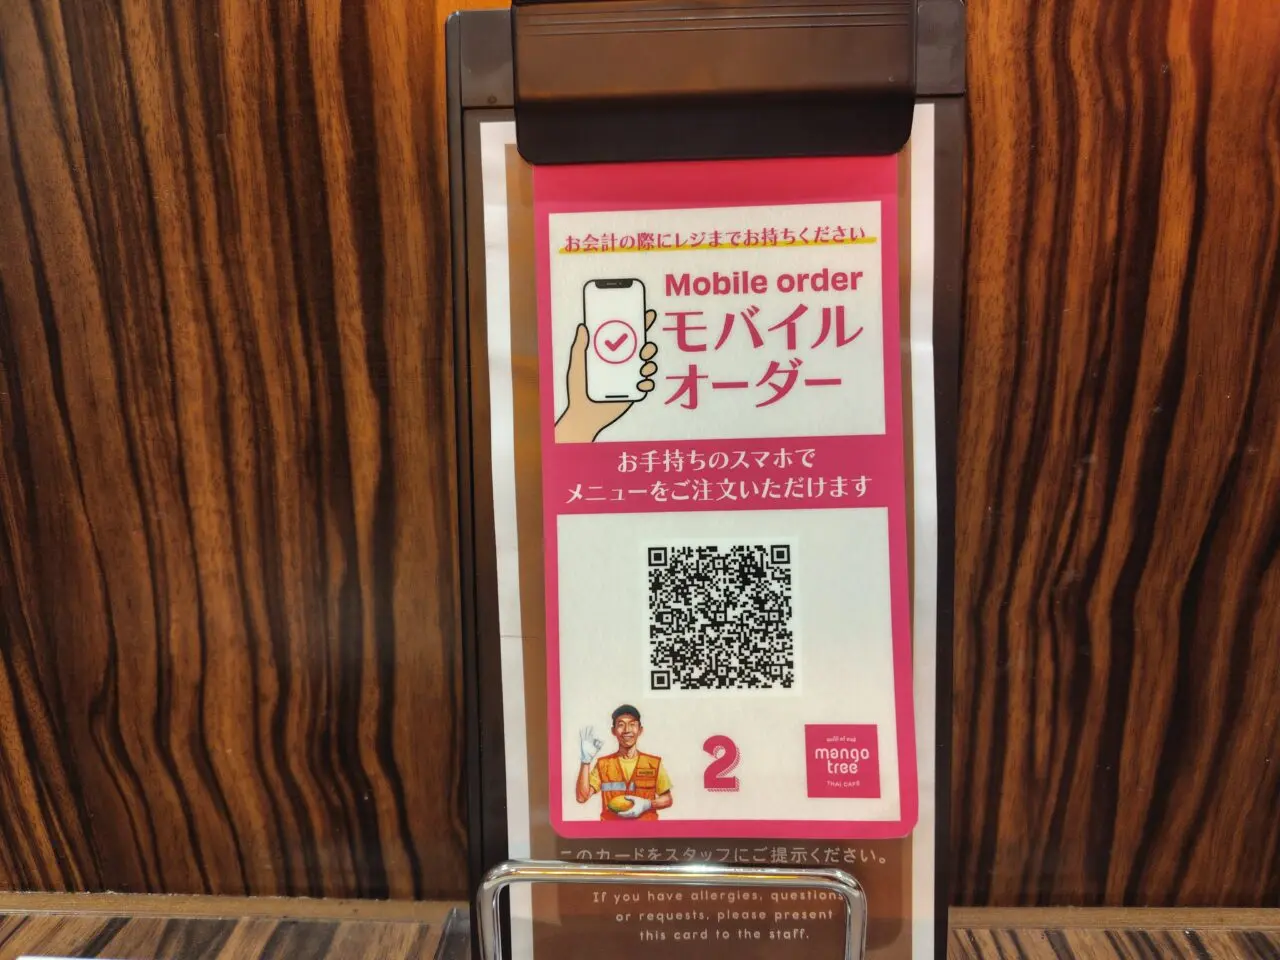 お会計の際にレジまでお持ちください
Mobile order
モバイル
オーダー
お手持ちのスマホで
メニューをご注文いただけます
2
mango
tree
THAI CAFE
このカードをスタッフにご提示ください。
If you have allergies, questions
or requests, please present
this card to the staff.